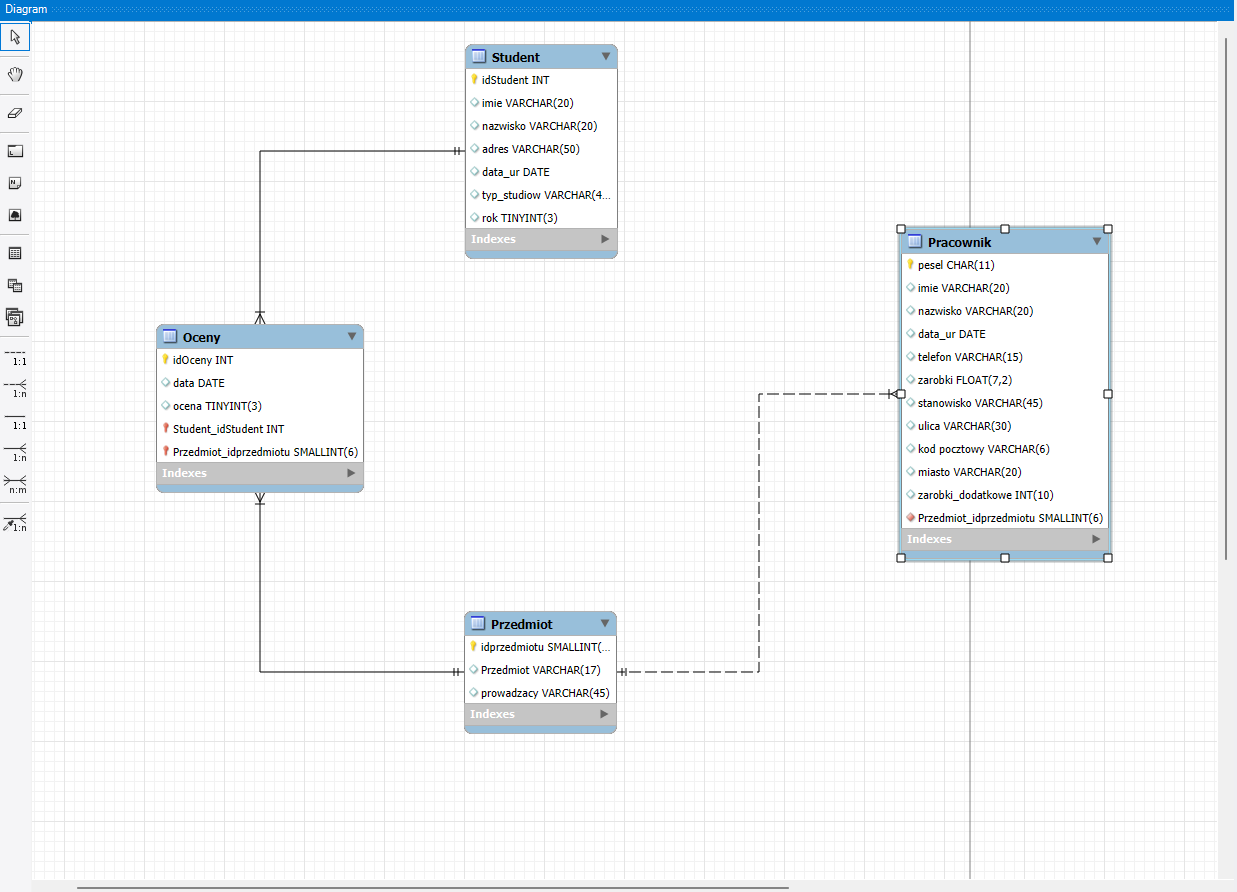 Diagram
Student
idStudent INT
imie VARCHAR(20)
nazwisko VARCHAR(20)
adres VARCHAR(50)
data_ur DATE
typ_studiow VARCHAR(4...
rok TINYINT(3)
Indexes
Pracownik
pesel CHAR(11)
imie VARCHAR(20)
nazwisko VARCHAR(20)
data_ur DATE
telefon VARCHAR(15)
zarobki FLOAT(7,2)
stanowisko VARCHAR(45)
ulica VARCHAR(30)
kod pocztowy VARCHAR(6)
miasto VARCHAR(20)
zarobki_dodatkowe INT(10)
Przedmiot_idprzedmiotu SMALLINT(6)
Indexes
Oceny
idOceny INT
data DATE
ocena TINYINT(3)
Student_idStudent INT
Przedmiot_idprzedmiotu SMALLINT(6)
Indexes
Przedmiot
idprzedmiotu SMALLINT(...
Przedmiot VARCHAR(17)
prowadzacy VARCHAR(45)
Indexes
1:1
1:n
1:1
1:n
n:m
1:n